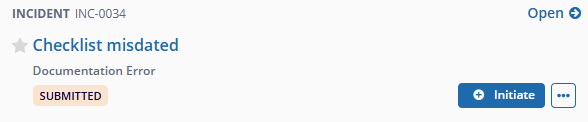 INCIDENT INC-0034 Open
Checklist misdated
Documentation Error
SUBMITTED
Initiate